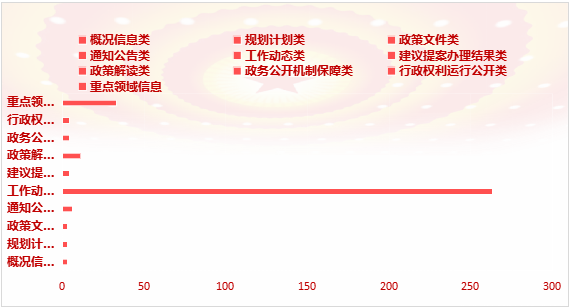 概况信息类 规划计划类 政策文件类
通知公告类 工作动态类 建议提案办理结果类
政策解读类 政务公开机制保障类 行政权利运行公开类
重点领域信息
重点领...
行政权...
政务公...
政策解...
建议提...
工作动...
通知公...
政策文...
规划计...
概况信...
0 50 100 150 200 250 300